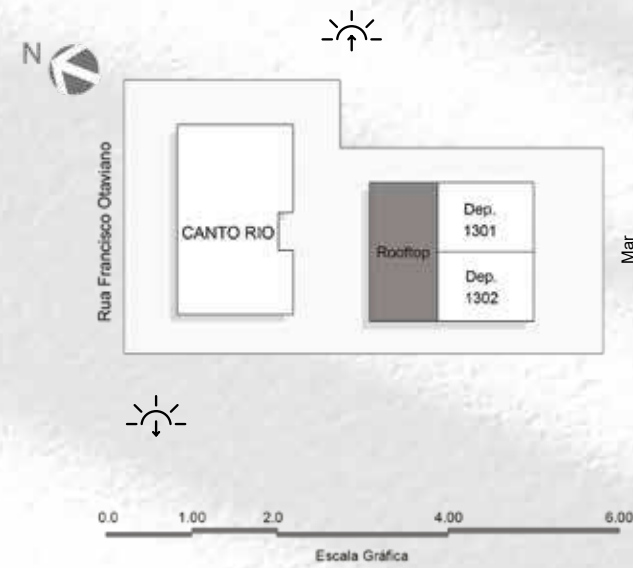 N
Rua Francisco Otaviano
CANTO RIO
Rooftop
Dep.
1301
Dep.
1302
Mar
0.0 1.00 2.0 4.00 6.00
Escala Gráfica